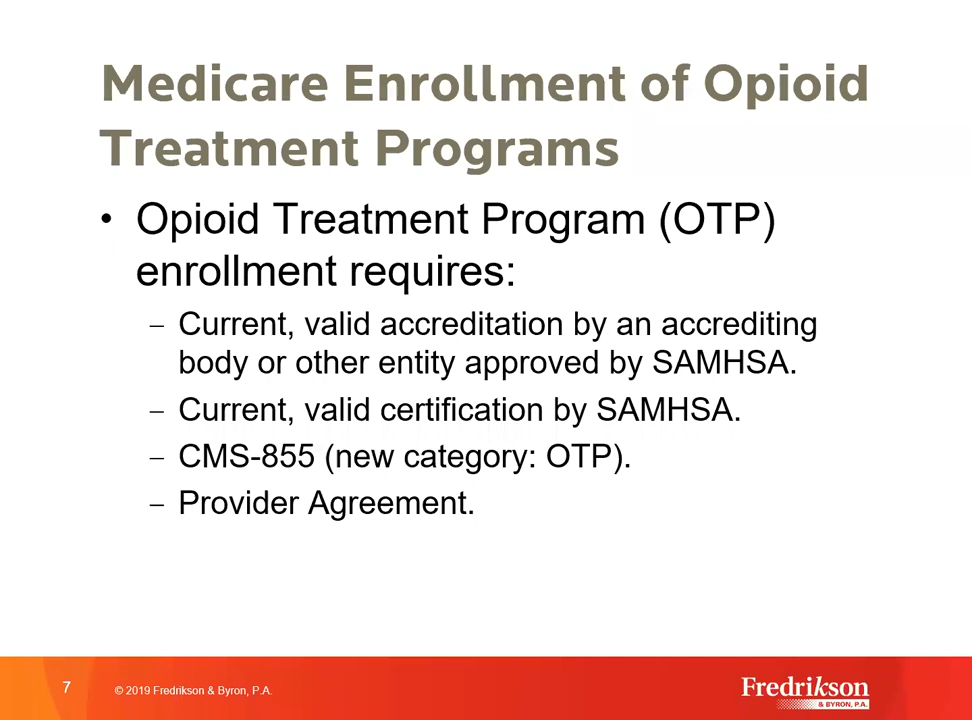 Medicare Enrollment of Opioid
Treatment Programs
• Opioid Treatment Program (OTP)
enrollment requires:
– Current, valid accreditation by an accrediting
body or other entity approved by SAMHSA.
– Current, valid certification by SAMHSA.
– CMS-855 (new category: OTP).
– Provider Agreement.
7
© 2019 Fredrikson & Byron, P.A.
Fredrikson
& BYRON, P.A.